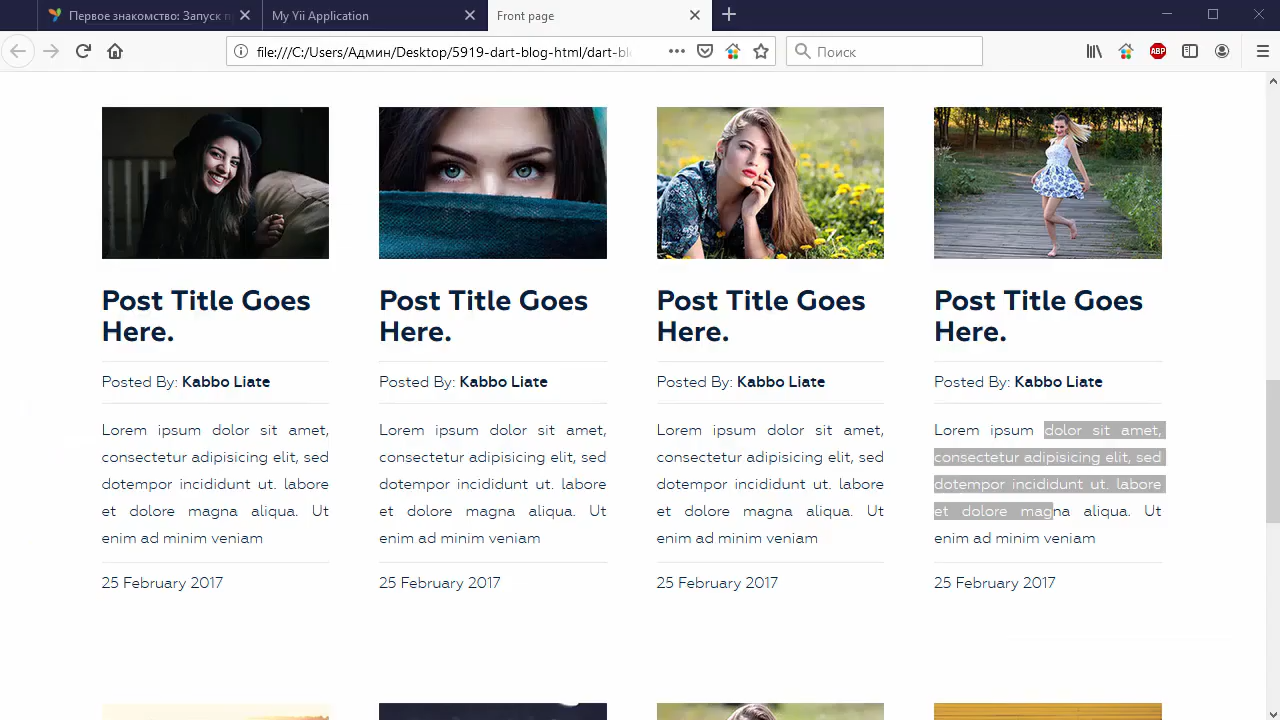 Первое знакомство: Запуск п
My Yii Application
Front page
file:///C:/Users/Админ/Desktop/5919-dart-blog-html/dart-blo
Поиск
ABP
Post Title Goes
Here.
Posted By: Kabbo Liate
Lorem ipsum dolor sit amet,
consectetur adipisicing elit, sed
dotempor incididunt ut. labore
et dolore magna aliqua. Ut
enim ad minim veniam
25 February 2017
Post Title Goes
Here.
Posted By: Kabbo Liate
Lorem ipsum dolor sit amet,
consectetur adipisicing elit, sed
dotempor incididunt ut. labore
et dolore magna aliqua. Ut
enim ad minim veniam
25 February 2017
Post Title Goes
Here.
Posted By: Kabbo Liate
Lorem ipsum dolor sit amet,
consectetur adipisicing elit, sed
dotempor incididunt ut. labore
et dolore magna aliqua. Ut
enim ad minim veniam
25 February 2017
Post Title Goes
Here.
Posted By: Kabbo Liate
Lorem ipsum dolor sit amet,
consectetur adipisicing elit, sed
dotempor incididunt ut. labore
et dolore magna aliqua. Ut
enim ad minim veniam
25 February 2017